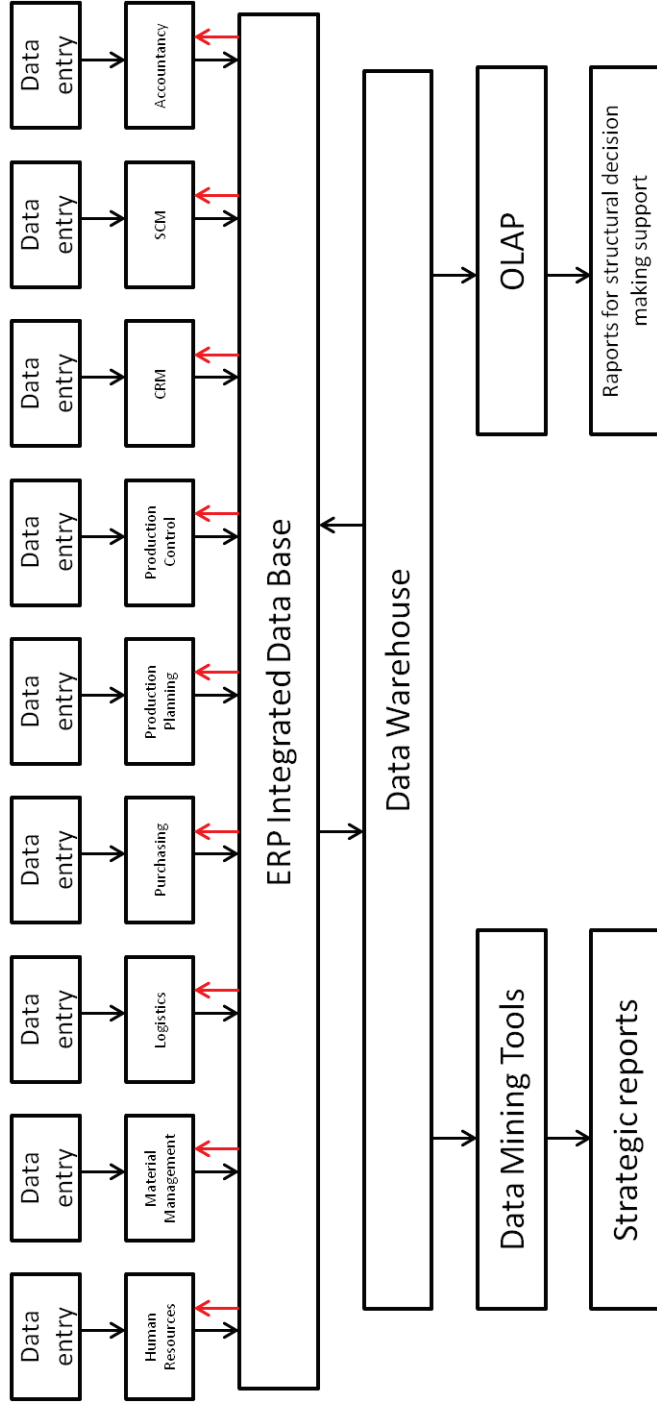 Data
entry
Data
entry
Data
entry
Data
entry
Data
entry
Data
entry
Data
entry
Data
entry
Data
entry
Human
Resources
Material
Management
Logistics
Purchasing
Production
Planning
Production
Control
CRM
SCM
Accountancy
ERP Integrated Data Base
Data Warehouse
Data Mining Tools
OLAP
Strategic reports
Raports for structural decision
making support